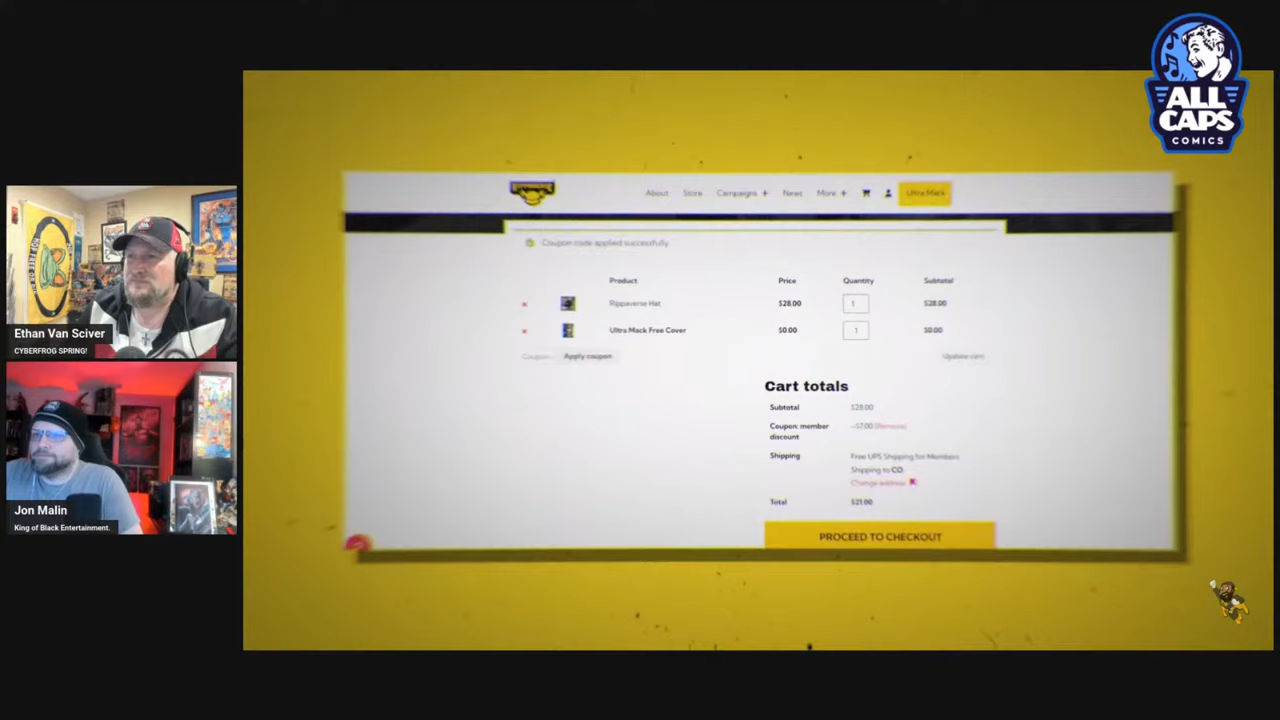 ALL
CAPS
COMICS
About Store Campaigns + News More + Ultra Mack
Coupon code applied successfully.
Product Price Quantity Subtotal
Rippaverse Hat $28.00 1 $28.00
Ultra Mack Free Cover $0.00 1 $0.00
Coupon Apply coupon Update cart
Cart totals
Subtotal $28.00
Coupon: member
discount
-$7.00 [Remove]
Shipping Free UPS Shipping for Members
Shipping to CO.
Change address
Total $21.00
PROCEED TO CHECKOUT
Ethan Van Sciver
CYBERFROG SPRING!
Jon Malin
King of Black Entertainment.